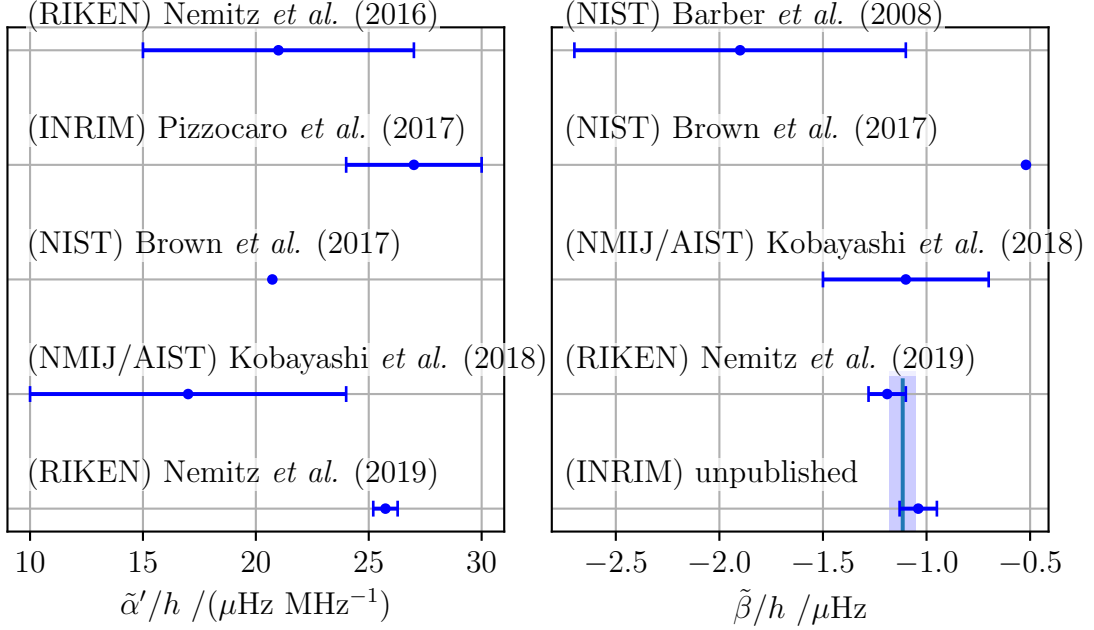 (RIKEN) Nemitz et al. (2016)
(INRIM) Pizzocaro et al. (2017)
(NIST) Brown et al. (2017)
(NMIJ/AIST) Kobayashi et al. (2018)
(RIKEN) Nemitz et al. (2019)
10 15 20 25 30
α̃′/h /(μHz MHz⁻¹)
(NIST) Barber et al. (2008)
(NIST) Brown et al. (2017)
(NMIJ/AIST) Kobayashi et al. (2018)
(RIKEN) Nemitz et al. (2019)
(INRIM) unpublished
−2.5 −2.0 −1.5 −1.0 −0.5
β̃/h /μHz